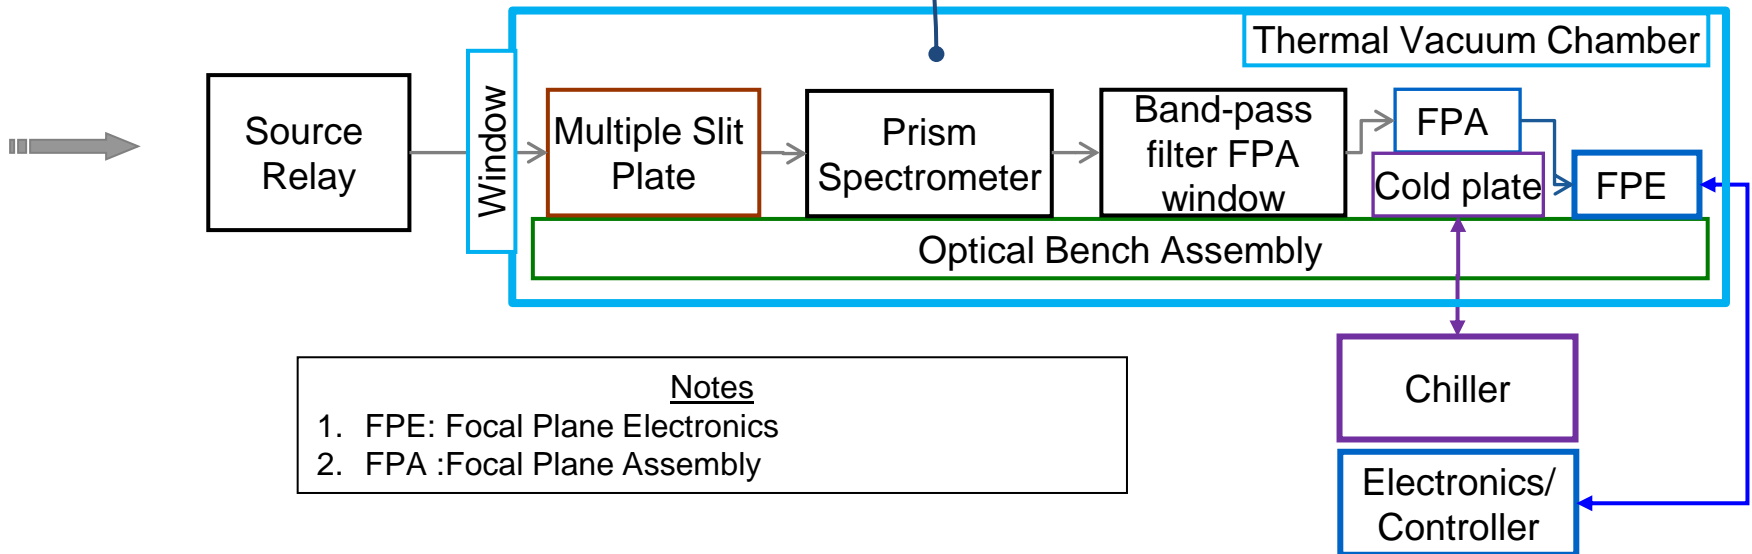 Thermal Vacuum Chamber
Source
Relay
Window
Multiple Slit
Plate
Prism
Spectrometer
Band-pass
filter FPA
window
FPA
Cold plate
FPE
Optical Bench Assembly
Notes
1. FPE: Focal Plane Electronics
2. FPA :Focal Plane Assembly
Chiller
Electronics/
Controller